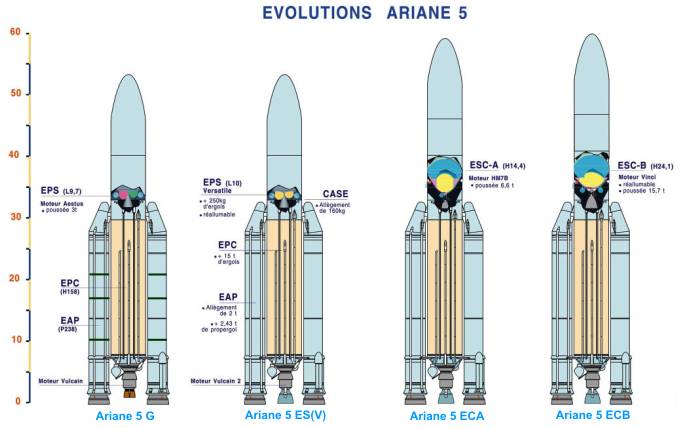 EVOLUTIONS ARIANE 5
60
50
40
30
20
10
0
EPS (L9,7)
Moteur Aestus
• poussée 3t
EPC
(H158)
EAP
(P238)
Moteur Vulcain
Ariane 5 G
EPS (L10)
Versatile
• + 250kg
d'ergols
• réallumable
CASE
• Allègement
de 160kg
EPC
• + 15 t
d'ergols
EAP
• Allègement
de 2 t
• + 2,43 t
de propergol
Moteur Vulcain 2
Ariane 5 ES(V)
ESC-A (H14,4)
Moteur HM7B
• poussée 6,6 t
Ariane 5 ECA
ESC-B (H24,1)
Moteur Vinci
• réallumable
• poussée 15,7 t
Ariane 5 ECB